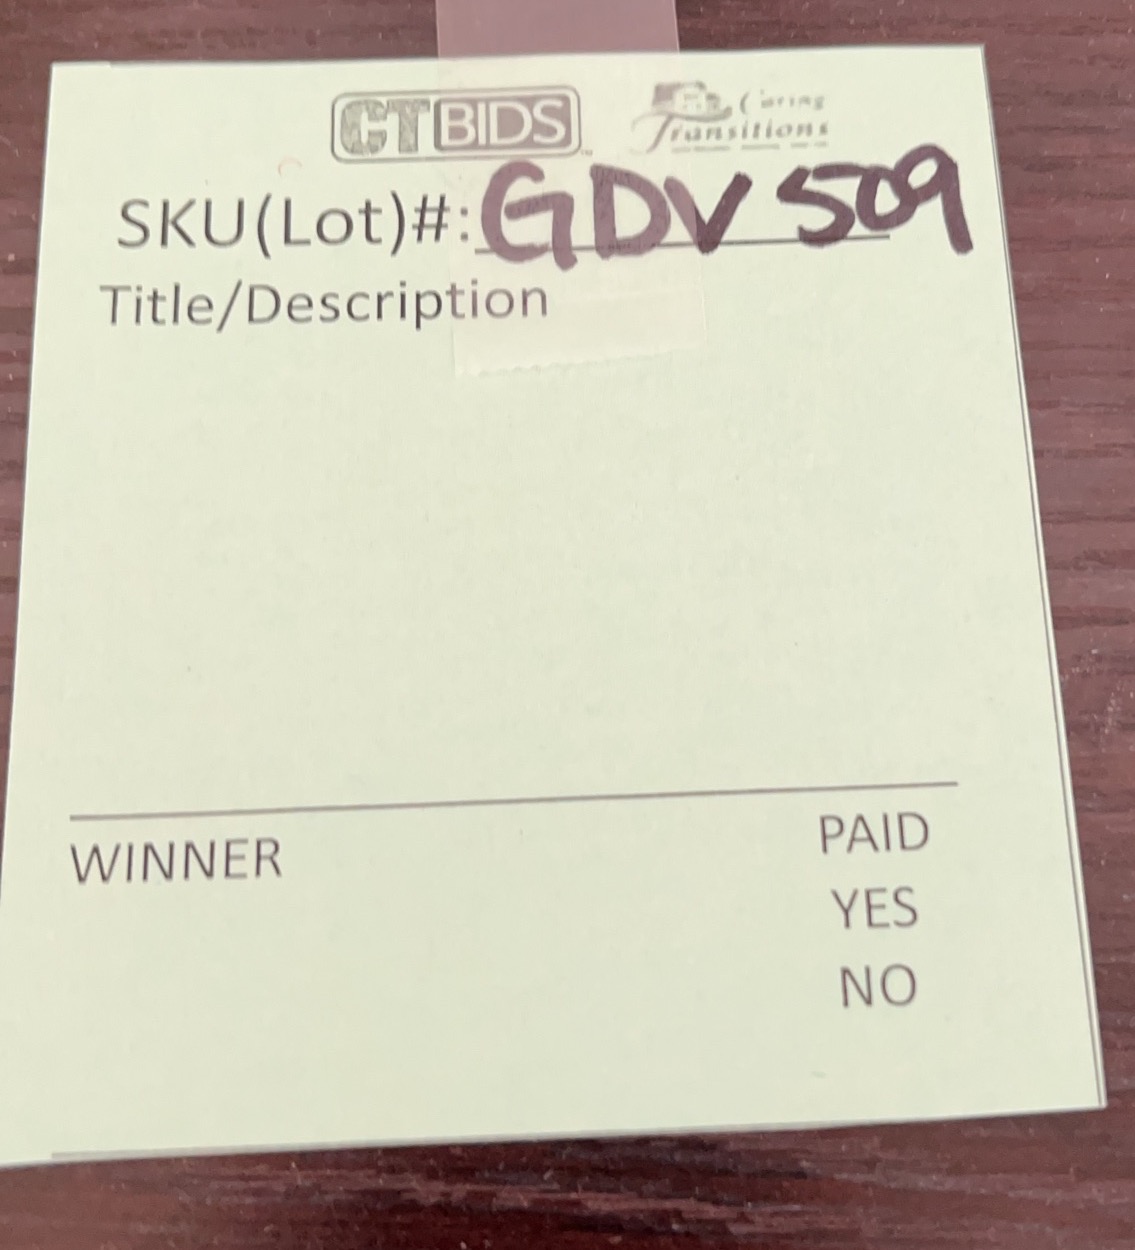 CTBIDS Caring Transitions
SKU(Lot)#: GDV 509
Title/Description
WINNER PAID
YES
NO